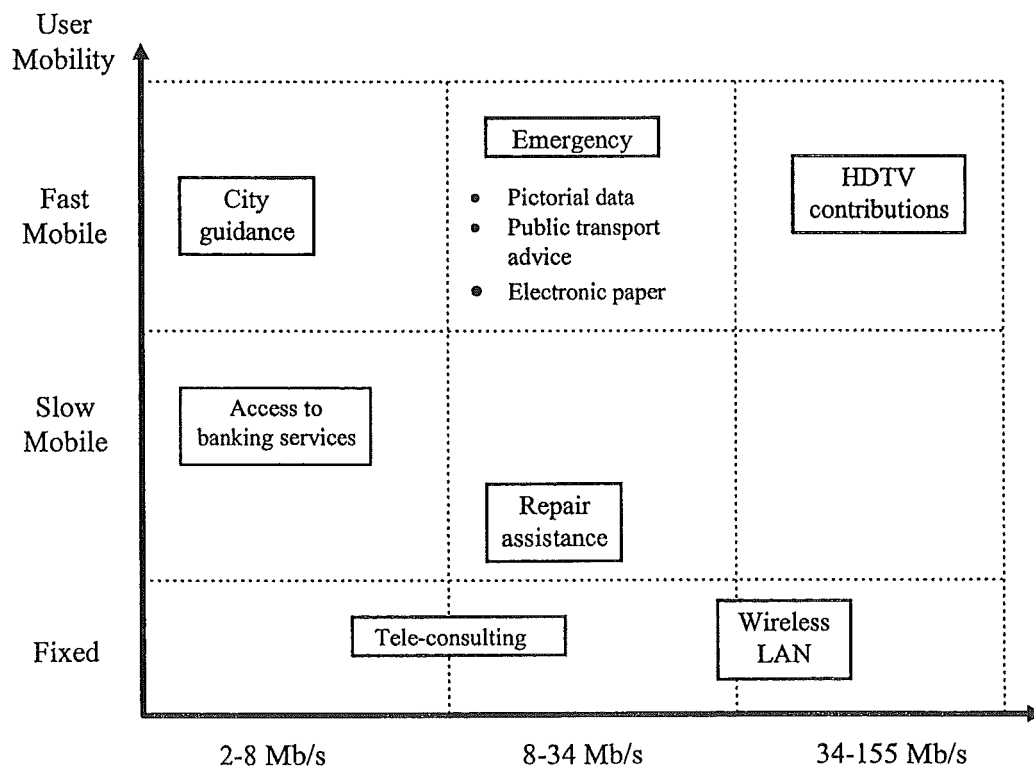 User
Mobility
Fast
Mobile
City
guidance
Emergency
• Pictorial data
• Public transport
advice
• Electronic paper
HDTV
contributions
Slow
Mobile
Access to
banking services
Repair
assistance
Fixed
Tele-consulting
Wireless
LAN
2-8 Mb/s
8-34 Mb/s
34-155 Mb/s